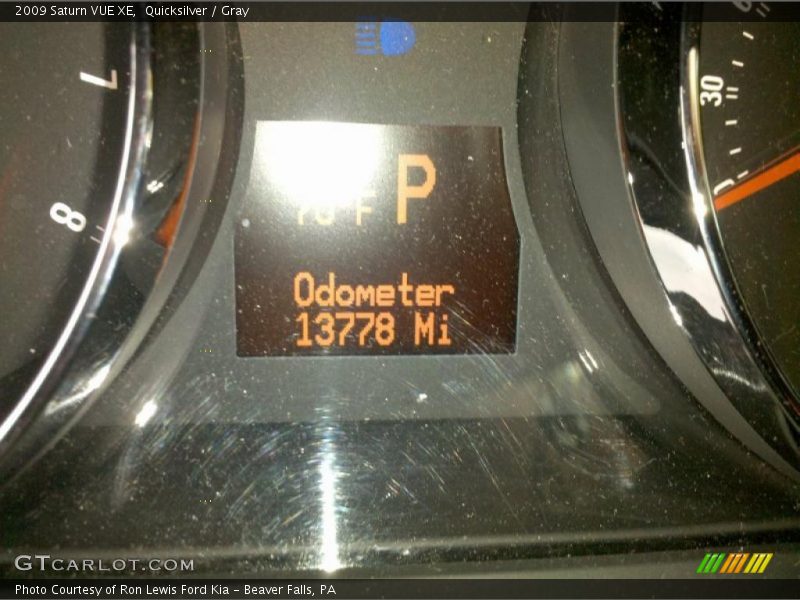 2009 Saturn VUE XE,  Quicksilver / Gray
7
8
30
P
Odometer
13778 Mi
GTcarlot.com
Photo Courtesy of Ron Lewis Ford Kia - Beaver Falls, PA